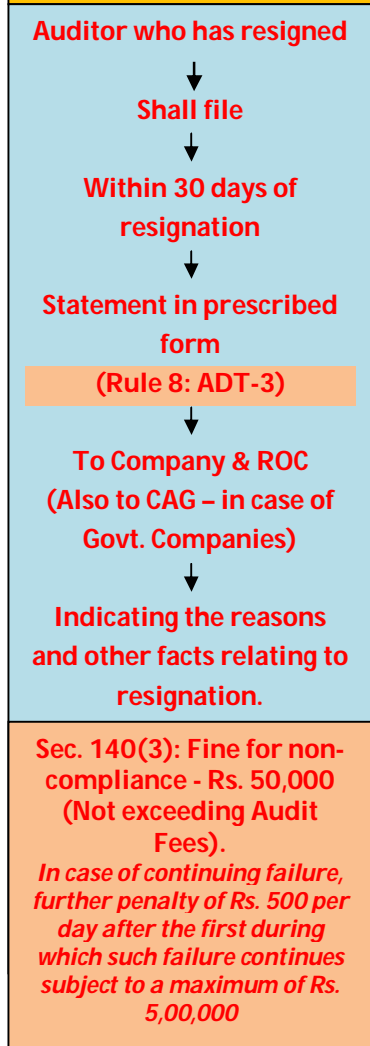 Auditor who has resigned
Shall file
Within 30 days of
resignation
Statement in prescribed
form
(Rule 8: ADT-3)
To Company & ROC
(Also to CAG – in case of
Govt. Companies)
Indicating the reasons
and other facts relating to
resignation.
Sec. 140(3): Fine for non-
compliance - Rs. 50,000
(Not exceeding Audit
Fees).
In case of continuing failure,
further penalty of Rs. 500 per
day after the first during
which such failure continues
subject to a maximum of Rs.
5,00,000